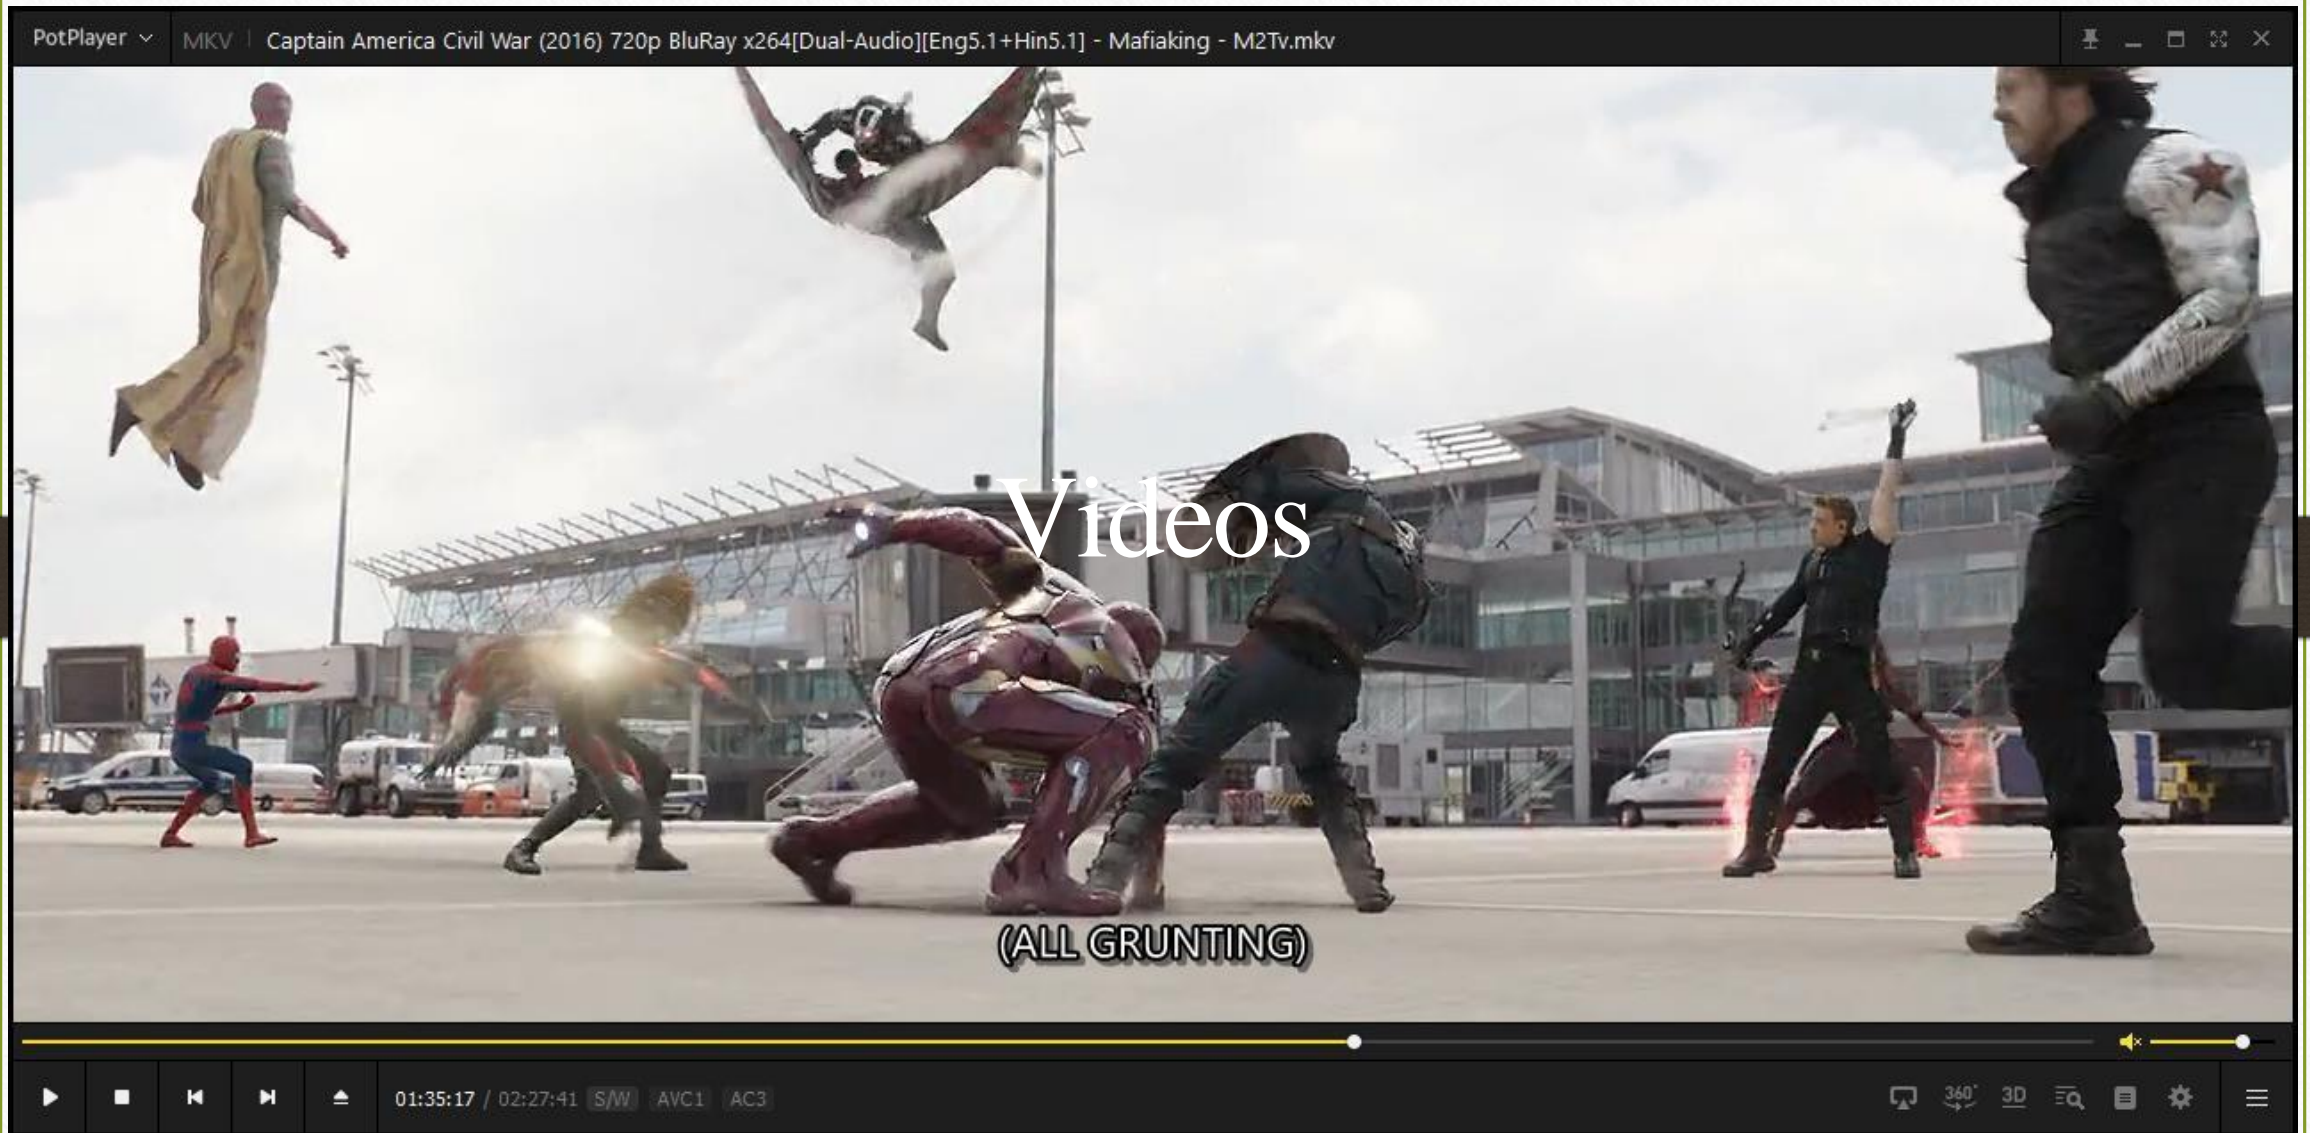 PotPlayer MKV Captain America Civil War (2016) 720p BluRay x264[Dual-Audio][Eng5.1+Hin5.1] - Mafiaking - M2Tv.mkv
Videos
(ALL GRUNTING)
01:35:17 / 02:27:41 S/W AVC1 AC3 360° 3D